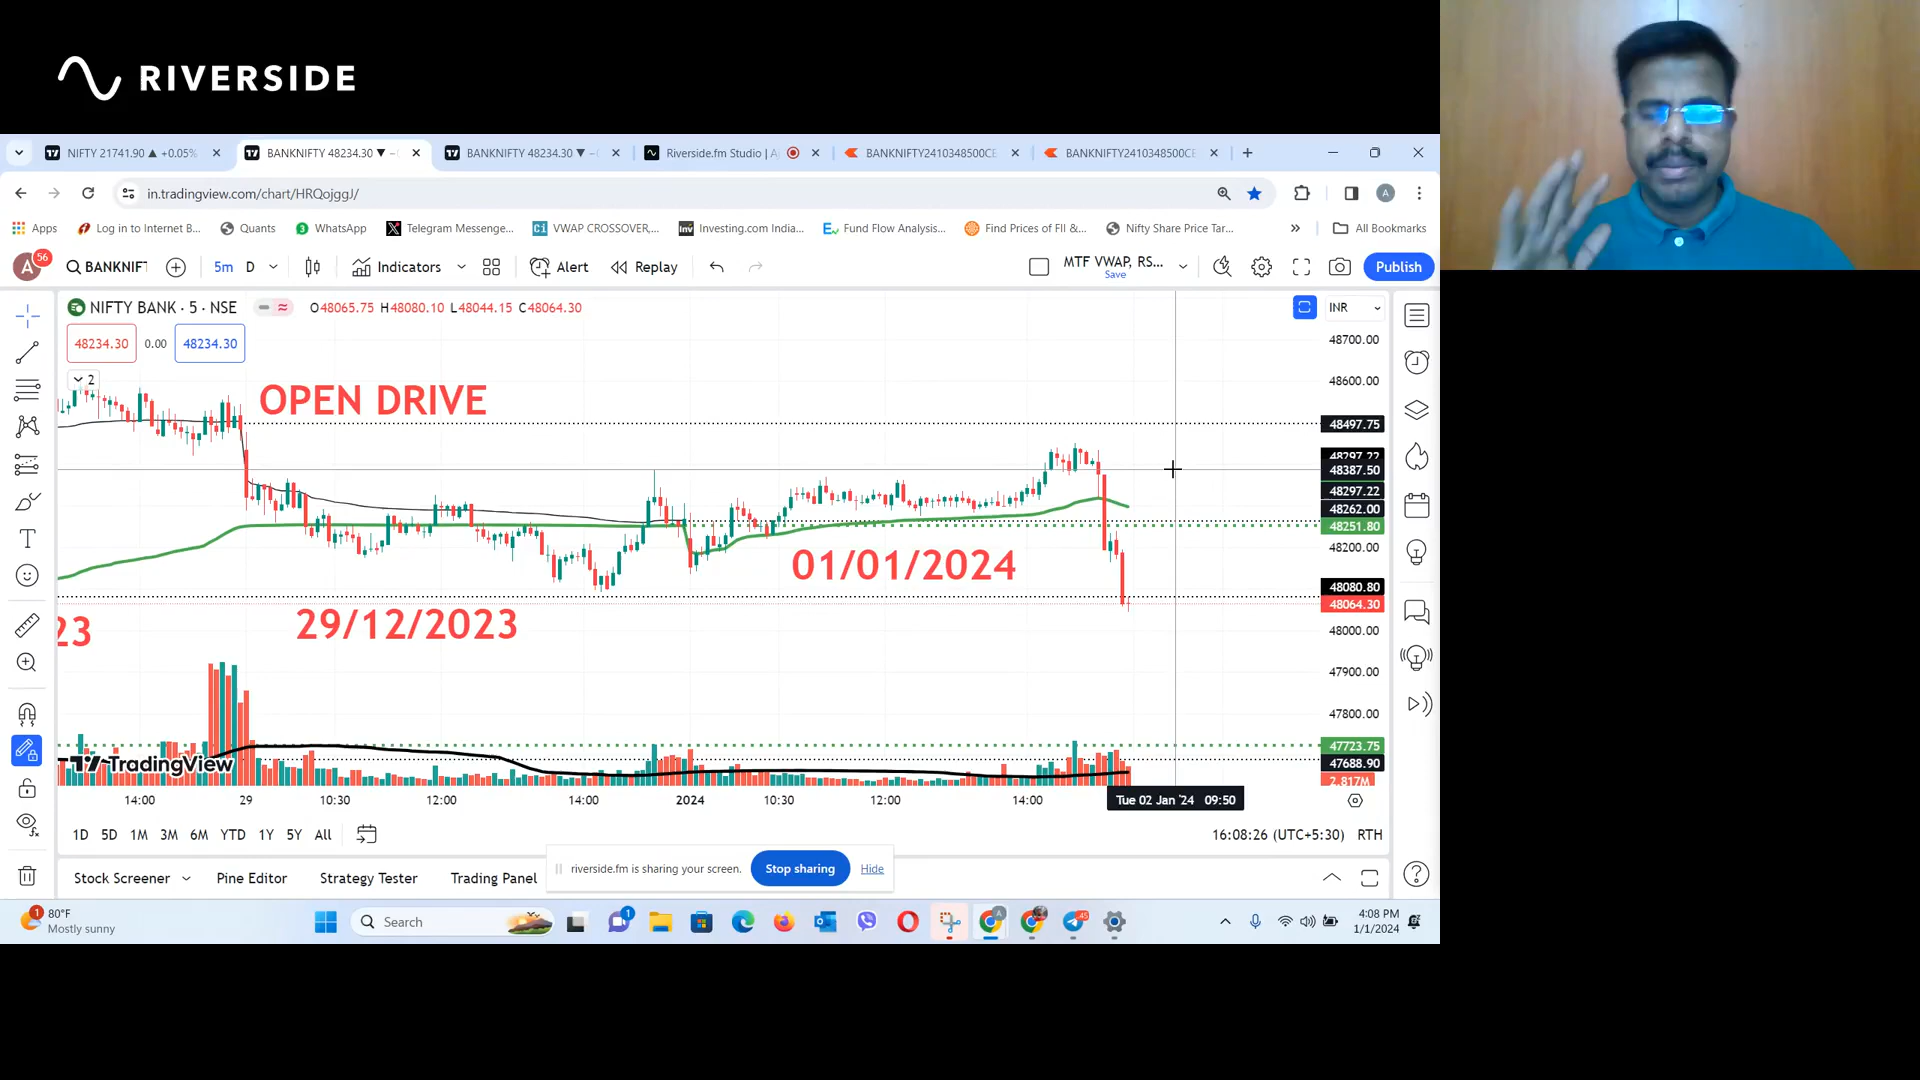 RIVERSIDE
NIFTY 21741.90 ▲ +0.05%
BANKNIFTY 48234.30 ▼ −
BANKNIFTY 48234.30 ▼ −
Riverside.fm Studio | A
BANKNIFTY2410348500CE
BANKNIFTY2410348500CE
in.tradingview.com/chart/HRQojggJ/
A
Apps
Log in to Internet B...
Quants
WhatsApp
Telegram Messenge...
VWAP CROSSOVER,...
Investing.com India...
Fund Flow Analysis...
Find Prices of FII &...
Nifty Share Price Tar...
All Bookmarks
A 56
BANKNIFT
5m D
Indicators
Alert
Replay
MTF VWAP, RS...
Save
Publish
NIFTY BANK · 5 · NSE
O48065.75 H48080.10 L48044.15 C48064.30
INR
48234.30 0.00 48234.30
2
OPEN DRIVE
48700.00
48600.00
48497.75
48297.22
48387.50
48297.22
48262.00
48251.80
48200.00
48080.80
48064.30
48000.00
47900.00
47800.00
47723.75
47688.90
2.817M
01/01/2024
29/12/2023
23
TradingView
14:00 29 10:30 12:00 14:00 2024 10:30 12:00 14:00 Tue 02 Jan '24 09:50
1D 5D 1M 3M 6M YTD 1Y 5Y All
16:08:26 (UTC+5:30) RTH
riverside.fm is sharing your screen.
Stop sharing
Hide
Stock Screener
Pine Editor
Strategy Tester
Trading Panel
1
80°F
Mostly sunny
Search
1
45
4:08 PM
1/1/2024